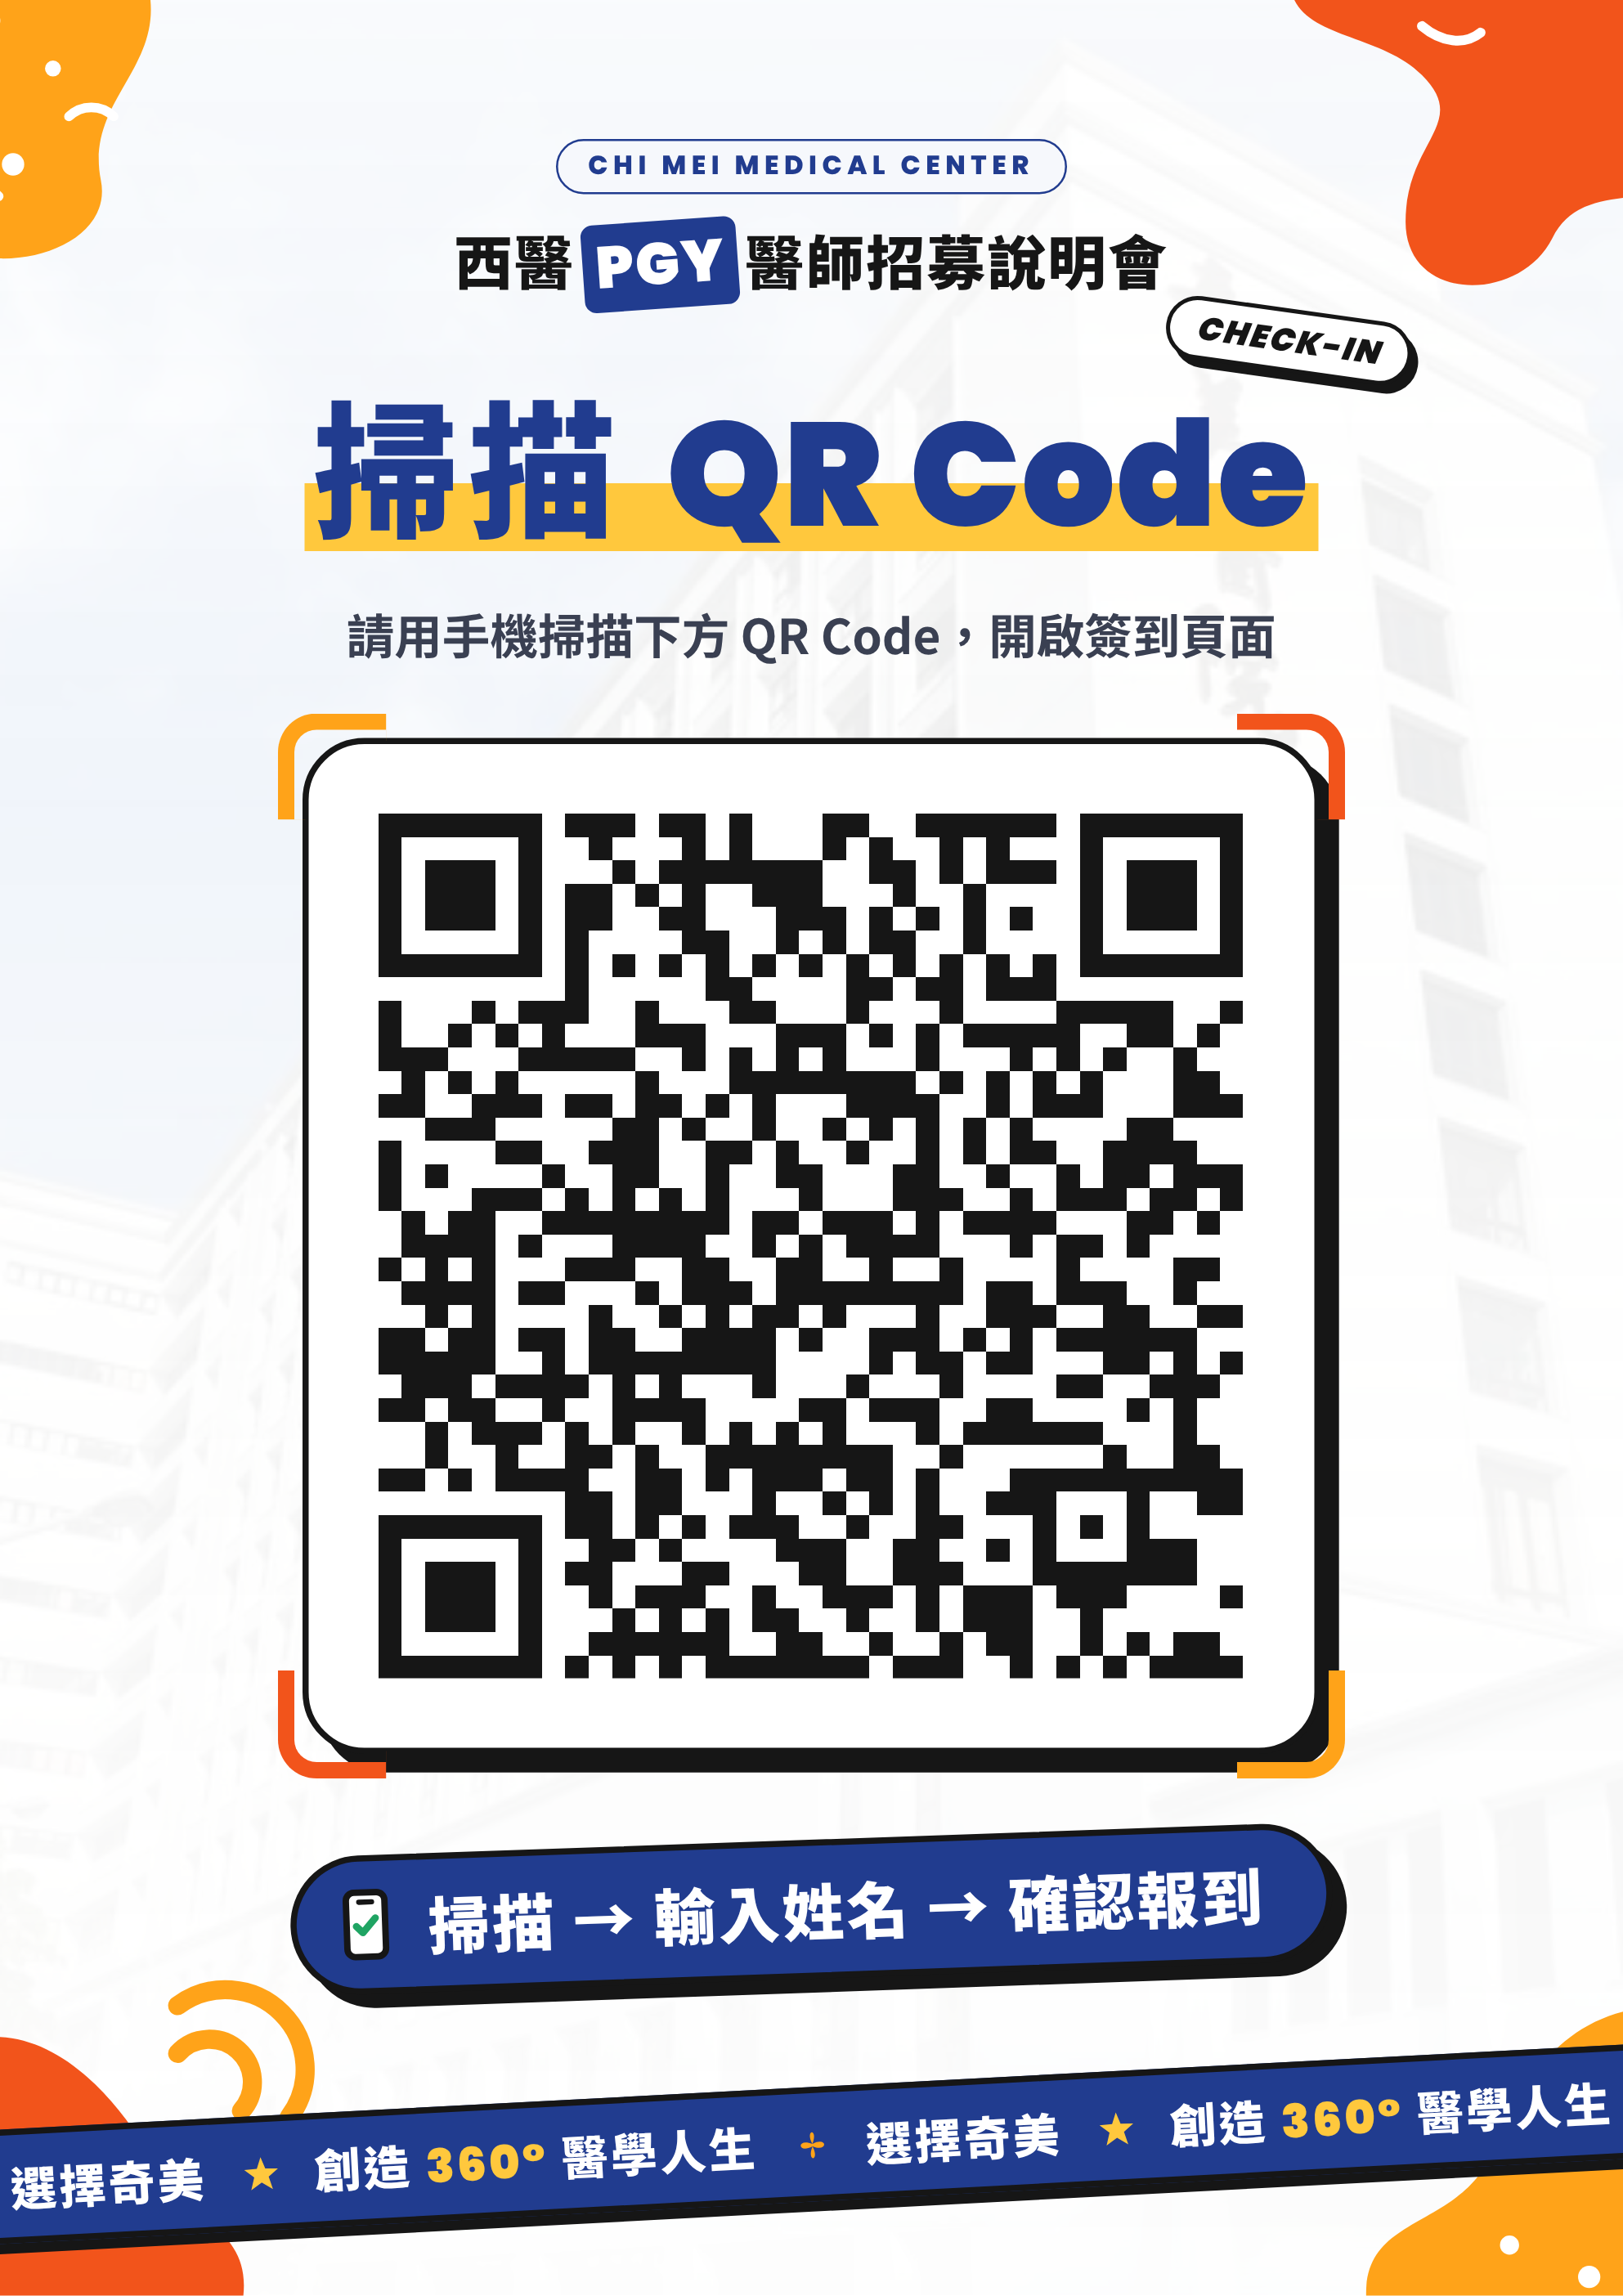 CHI MEI MEDICAL CENTER
西醫 PGY 醫師招募說明會
CHECK-IN
掃描 QR Code
請用手機掃描下方 QR Code，開啟簽到頁面
掃描 → 輸入姓名 → 確認報到
選擇奇美 ★ 創造 360° 醫學人生 選擇奇美 ★ 創造 360° 醫學人生